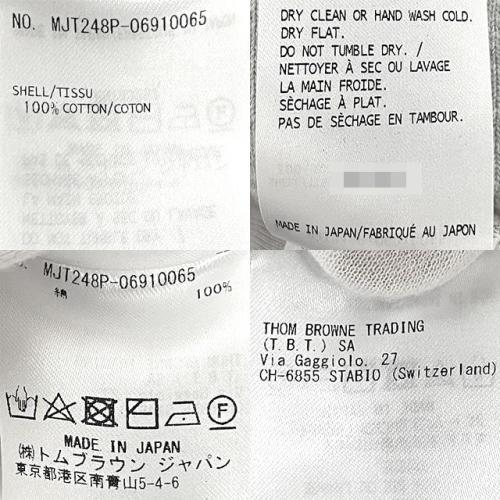 NO. MJT248P-06910065
SHELL/TISSU
100% COTTON/COTON
DRY CLEAN OR HAND WASH COLD.
DRY FLAT.
DO NOT TUMBLE DRY. /
NETTOYER À SEC OU LAVAGE
LA MAIN FROIDE.
SÈCHAGE À PLAT.
PAS DE SÈCHAGE EN TAMBOUR.
MADE IN JAPAN/FABRIQUÉ AU JAPON
MJT248P-06910065
綿 100%
MADE IN JAPAN
㈱トムブラウン ジャパン
東京都港区南青山5-4-6
THOM BROWNE TRADING
(T.B.T.) SA
Via Gaggiolo, 27
CH-6855 STABIO (Switzerland)